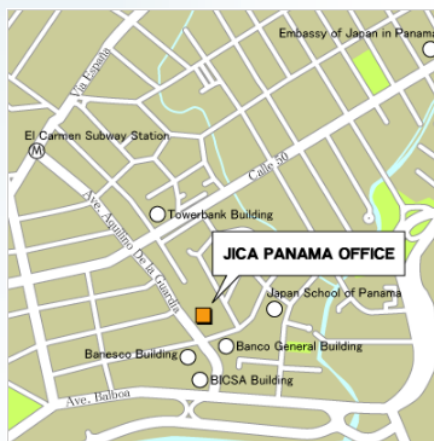 Embassy of Japan in Panama
Via España
El Carmen Subway Station
M
Calle 50
Ave. Aquilino De la Guardia
Towerbank Building
JICA PANAMA OFFICE
Japan School of Panama
Banco General Building
Banesco Building
BICSA Building
Ave. Balboa